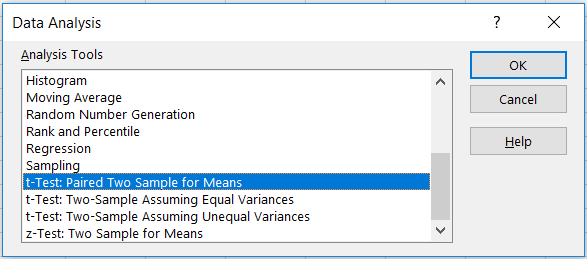 Data Analysis
?
Analysis Tools
OK
Histogram
Moving Average
Cancel
Random Number Generation
Rank and Percentile
Help
Regression
Sampling
t-Test: Paired Two Sample for Means
t-Test: Two-Sample Assuming Equal Variances
t-Test: Two-Sample Assuming Unequal Variances
z-Test: Two Sample for Means